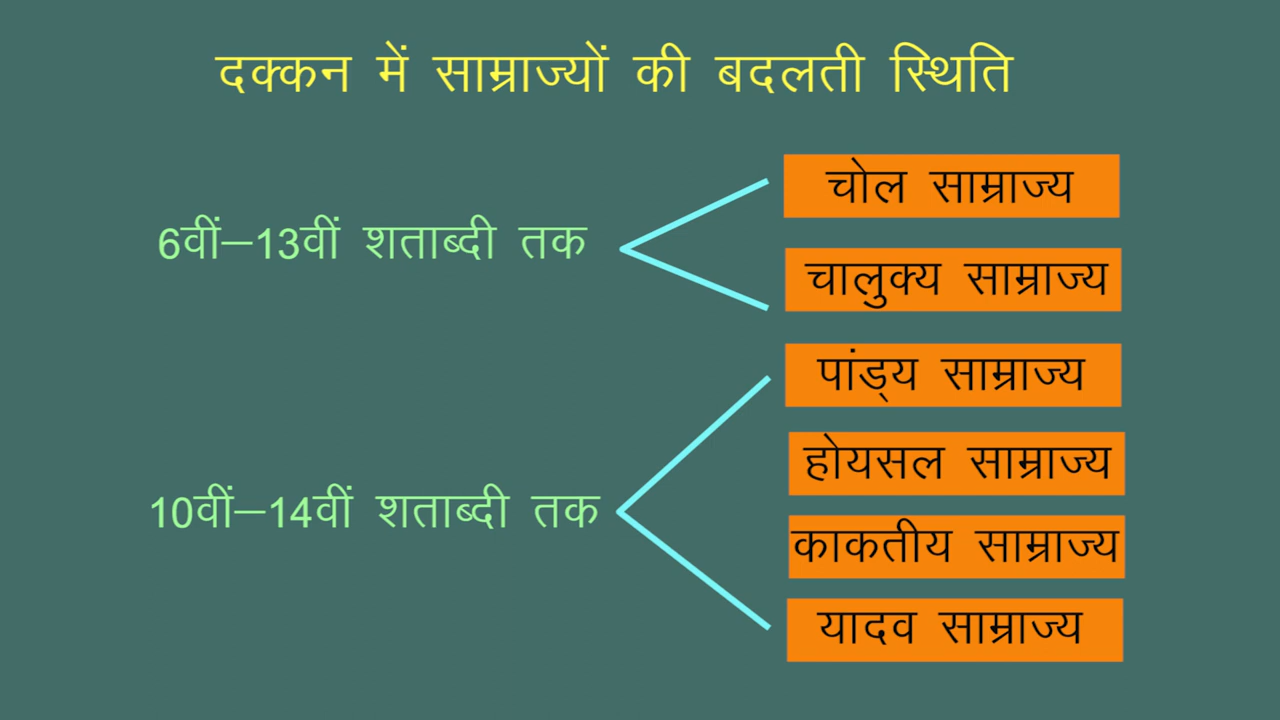 दक्कन में साम्राज्यों की बदलती स्थिति
6वीं–13वीं शताब्दी तक
चोल साम्राज्य
चालुक्य साम्राज्य
10वीं–14वीं शताब्दी तक
पांड्य साम्राज्य
होयसल साम्राज्य
काकतीय साम्राज्य
यादव साम्राज्य